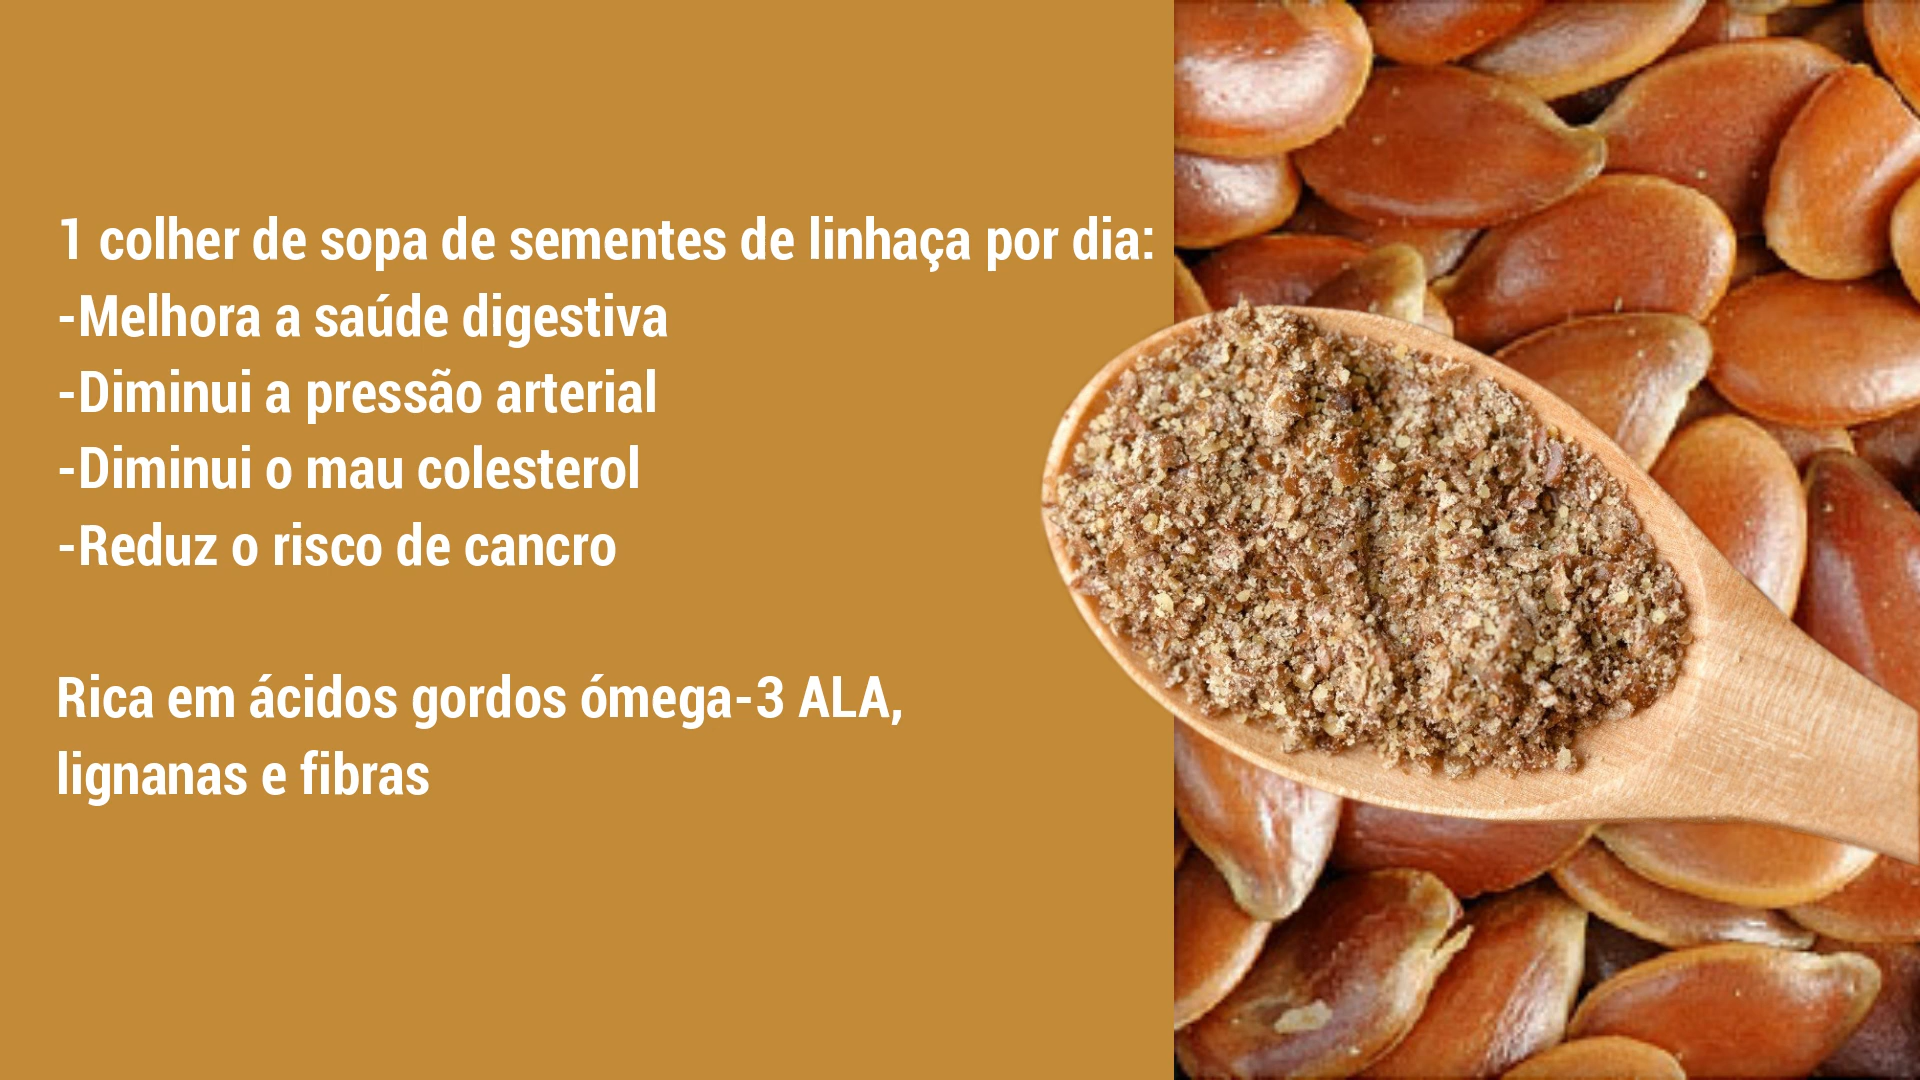 1 colher de sopa de sementes de linhaça por dia:
-Melhora a saúde digestiva
-Diminui a pressão arterial
-Diminui o mau colesterol
-Reduz o risco de cancro
Rica em ácidos gordos ómega-3 ALA,
lignanas e fibras